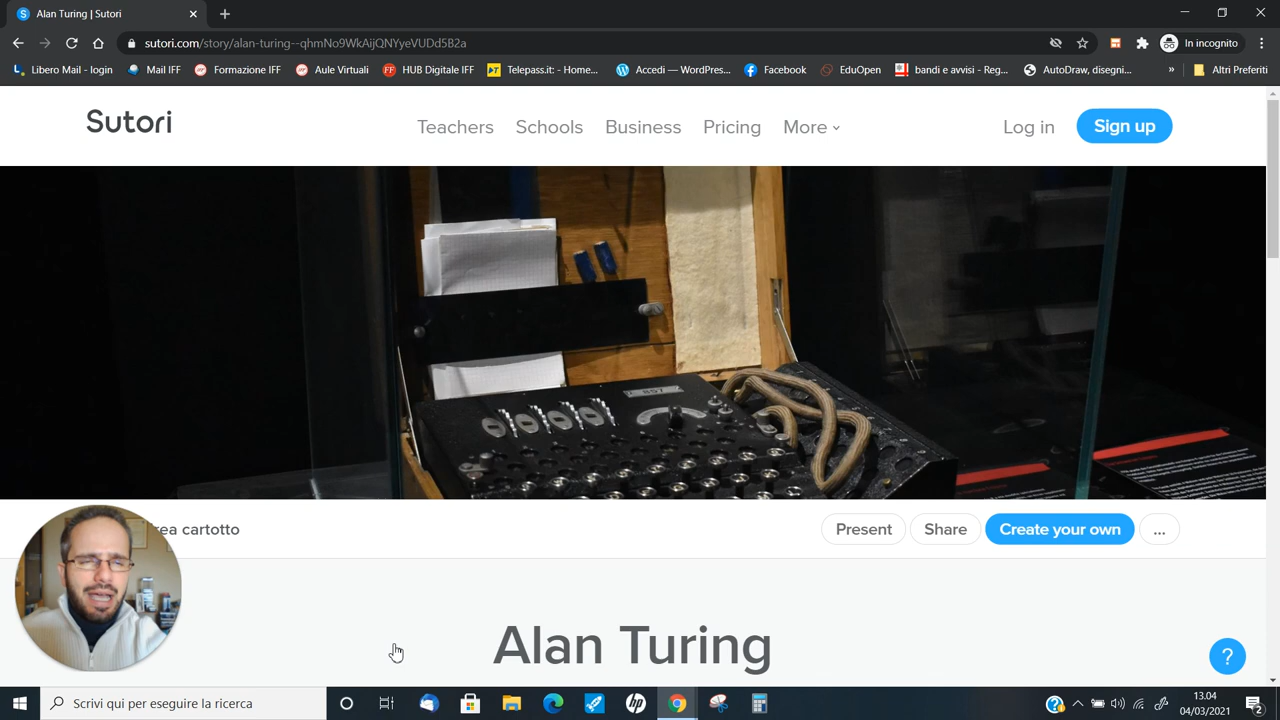 Alan Turing | Sutori
sutori.com/story/alan-turing--qhmNo9WkAijQNYyeVUDd5B2a
In incognito
Libero Mail - login
Mail IFF
Formazione IFF
Aule Virtuali
HUB Digitale IFF
Telepass.it: - Home...
Accedi — WordPres...
Facebook
EduOpen
bandi e avvisi - Reg...
AutoDraw, disegni...
»
Altri Preferiti
Sutori
Teachers
Schools
Business
Pricing
More
Log in
Sign up
rea cartotto
Present
Share
Create your own
...
Alan Turing
?
Scrivi qui per eseguire la ricerca
13.04
04/03/2021
2